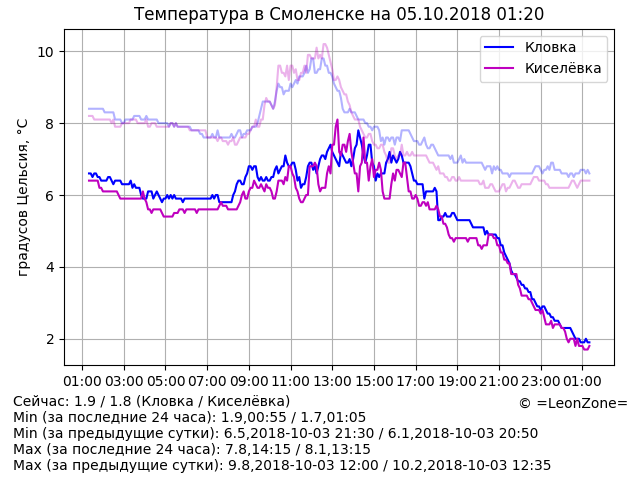 Температура в Смоленске на 05.10.2018 01:20
Кловка
Киселёвка
градусов Цельсия, °C
10
8
6
4
2
01:00 03:00 05:00 07:00 09:00 11:00 13:00 15:00 17:00 19:00 21:00 23:00 01:00
Сейчас: 1.9 / 1.8 (Кловка / Киселёвка)
© =LeonZone=
Min (за последние 24 часа): 1.9,00:55 / 1.7,01:05
Min (за предыдущие сутки): 6.5,2018-10-03 21:30 / 6.1,2018-10-03 20:50
Max (за последние 24 часа): 7.8,14:15 / 8.1,13:15
Max (за предыдущие сутки): 9.8,2018-10-03 12:00 / 10.2,2018-10-03 12:35